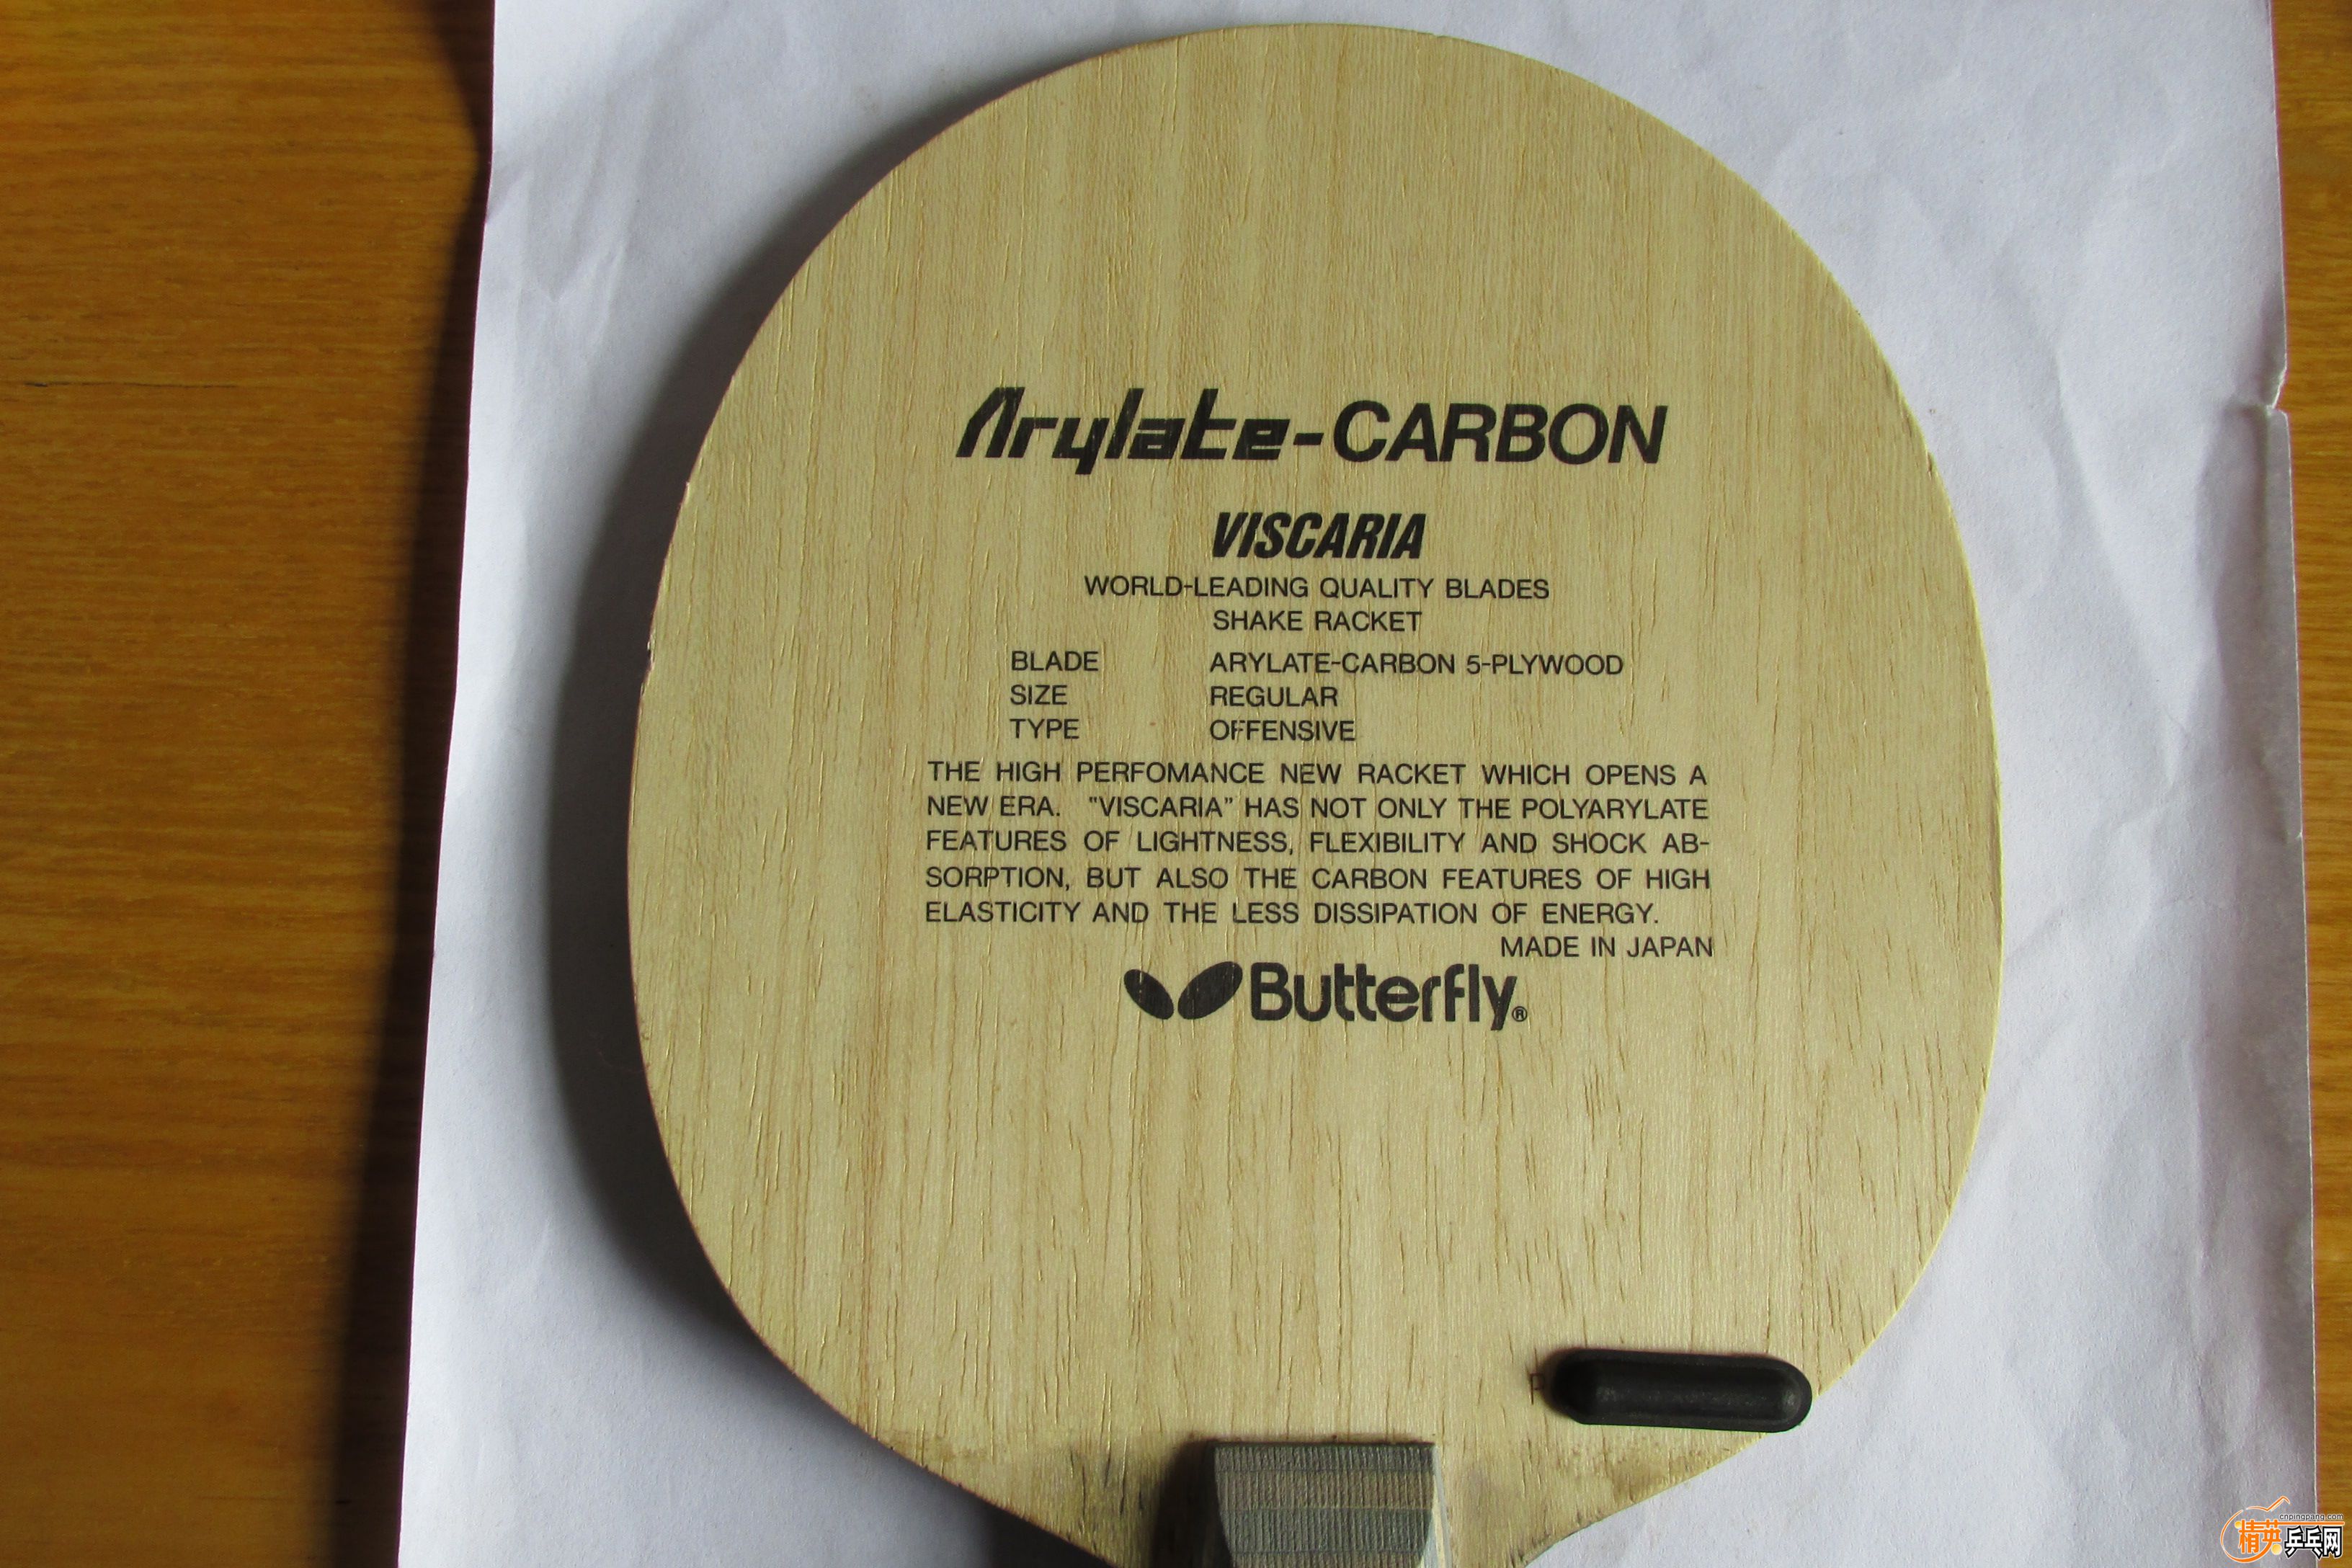 Arylate-CARBON
VISCARIA
WORLD-LEADING QUALITY BLADES
SHAKE RACKET
BLADE ARYLATE-CARBON 5-PLYWOOD
SIZE REGULAR
TYPE OFFENSIVE
THE HIGH PERFOMANCE NEW RACKET WHICH OPENS A
NEW ERA. "VISCARIA" HAS NOT ONLY THE POLYARYLATE
FEATURES OF LIGHTNESS, FLEXIBILITY AND SHOCK AB-
SORPTION, BUT ALSO THE CARBON FEATURES OF HIGH
ELASTICITY AND THE LESS DISSIPATION OF ENERGY.
MADE IN JAPAN
Butterfly®
cnpingpang.com
精英乒乓网